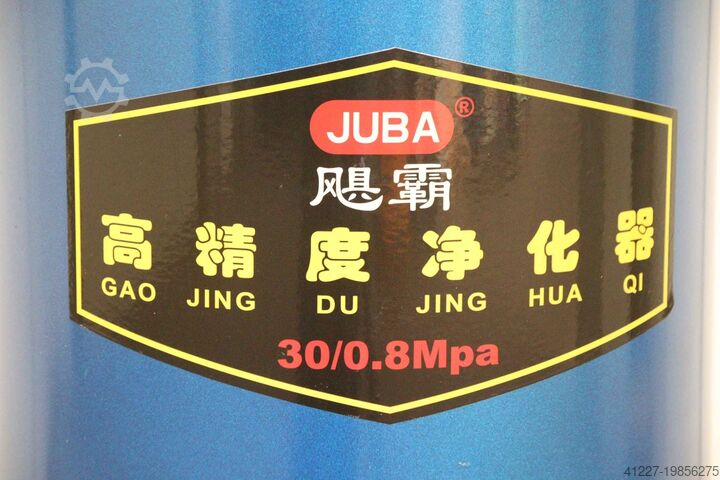 JUBA®
飓霸
高精度净化器
GAO JING DU JING HUA QI
30/0.8Mpa
41227-19856275